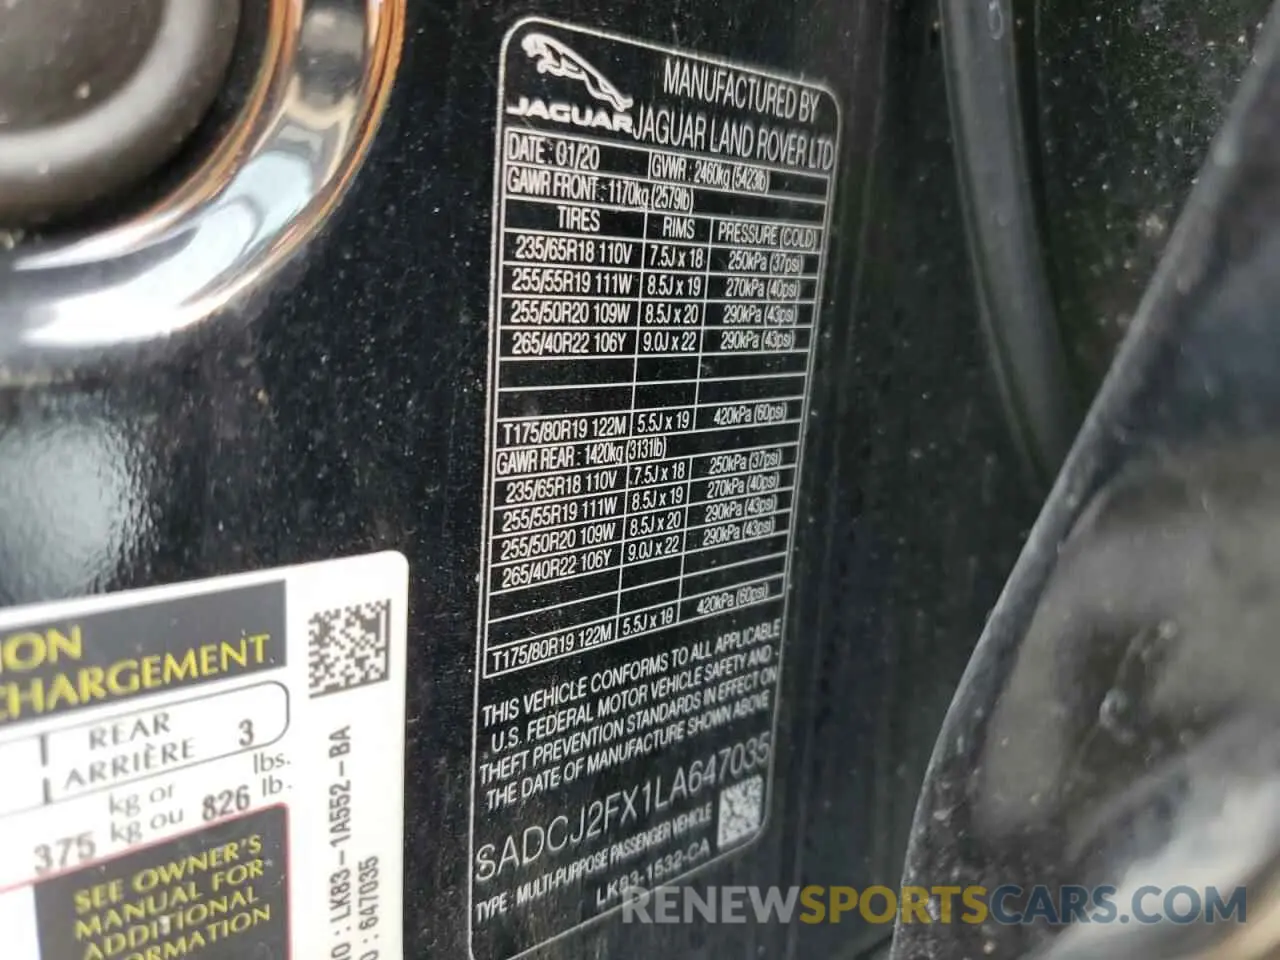 JAGUAR
MANUFACTURED BY
JAGUAR LAND ROVER LTD
DATE: 01/20 GVWR: 2460kg (5423lb)
GAWR FRONT: 1170kg (2579lb)
TIRES RIMS PRESSURE (COLD)
235/65R18 110V 7.5J x 18 250kPa (37psi)
255/55R19 111W 8.5J x 19 270kPa (40psi)
255/50R20 109W 8.5J x 20 290kPa (43psi)
265/40R22 106Y 9.0J x 22 290kPa (43psi)
T175/80R19 122M 5.5J x 19 420kPa (60psi)
GAWR REAR: 1420kg (3131lb)
235/65R18 110V 7.5J x 18 250kPa (37psi)
255/55R19 111W 8.5J x 19 270kPa (40psi)
255/50R20 109W 8.5J x 20 290kPa (43psi)
265/40R22 106Y 9.0J x 22 290kPa (43psi)
T175/80R19 122M 5.5J x 19 420kPa (60psi)
THIS VEHICLE CONFORMS TO ALL APPLICABLE
U.S. FEDERAL MOTOR VEHICLE SAFETY AND
THEFT PREVENTION STANDARDS IN EFFECT ON
THE DATE OF MANUFACTURE SHOWN ABOVE
SADCJ2FX1LA647035
TYPE: MULTI-PURPOSE PASSENGER VEHICLE
LK83-1532-CA
ION
CHARGEMENT
REAR
ARRIÈRE 3
375 kg or kg ou 826 lbs. lb.
SEE OWNER'S
MANUAL FOR
ADDITIONAL
ORMATION
NO: LK83-1A552-BA
O: 647035
RENEWSPORTSCARS.COM